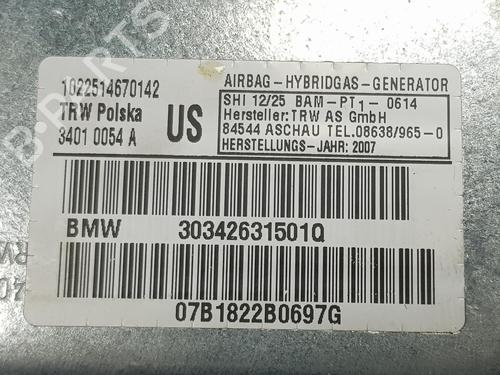 1022514670142
TRW Polska
3401 0054 A
US
AIRBAG-HYBRIDGAS-GENERATOR
SHI 12/25 BAM-PT1-0614
Hersteller:TRW AS GmbH
84544 ASCHAU TEL.08638/965-0
HERSTELLUNGS-JAHR:2007
BMW 30342631501Q
07B1822B0697G
B-PARTS